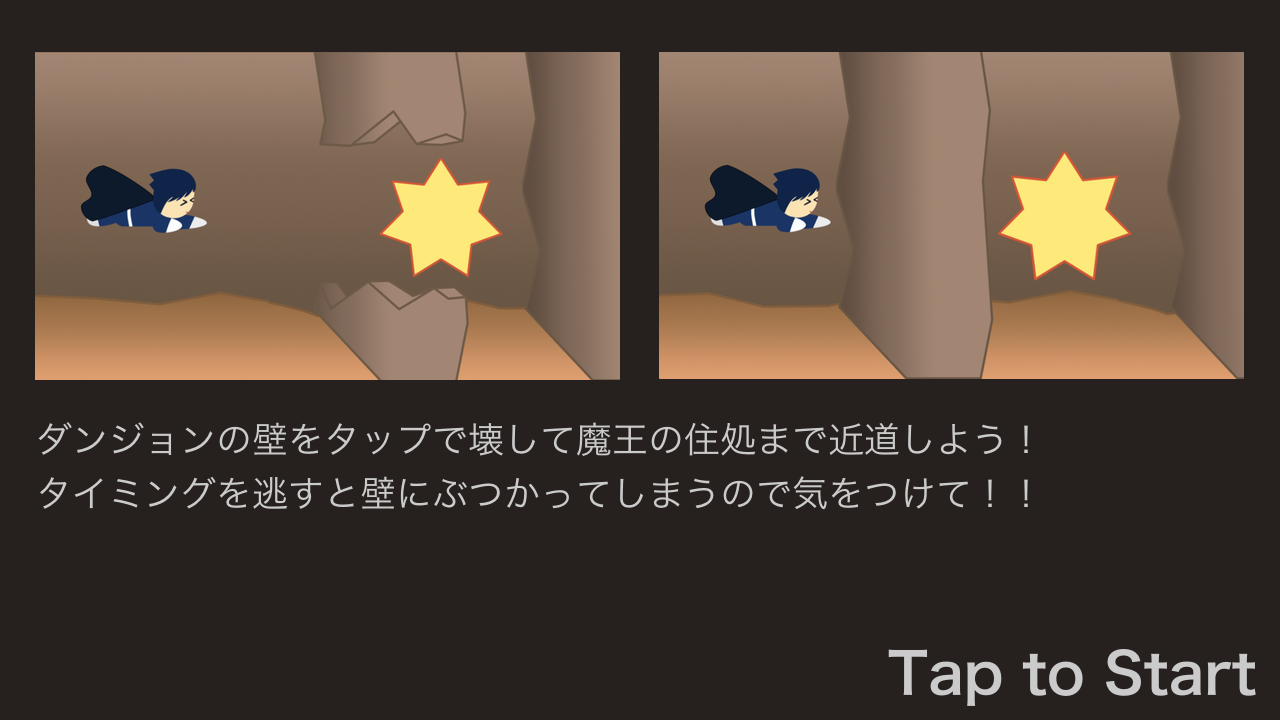 ダンジョンの壁をタップで壊して魔王の住処まで近道しよう！
タイミングを逃すと壁にぶつかってしまうので気をつけて！！
Tap to Start